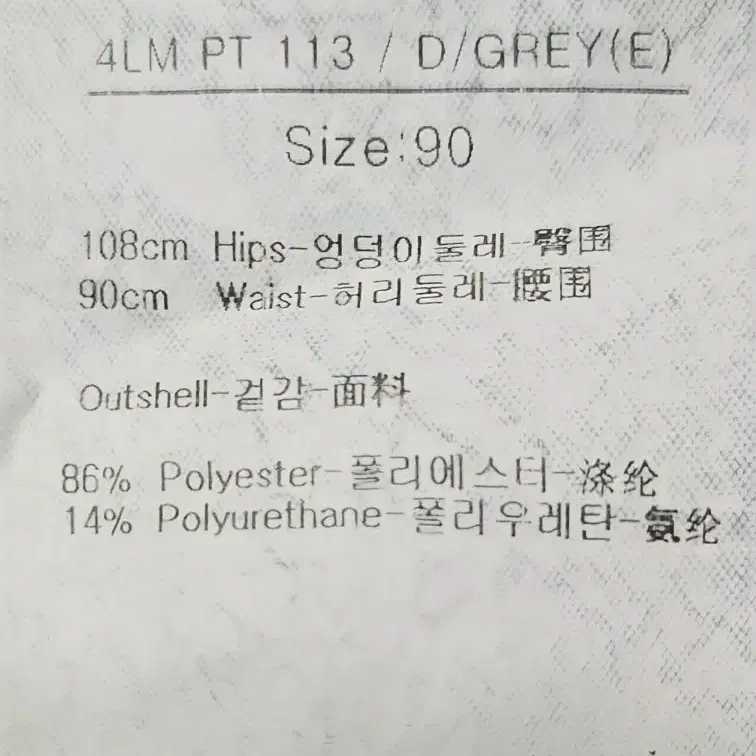 4LM PT 113 / D/GREY(E)
Size:90
108cm Hips-엉덩이둘레-臀围
90cm Waist-허리둘레-腰围
Outshell-겉감-面料
86% Polyester-폴리에스터-涤纶
14% Polyurethane-폴리우레탄-氨纶